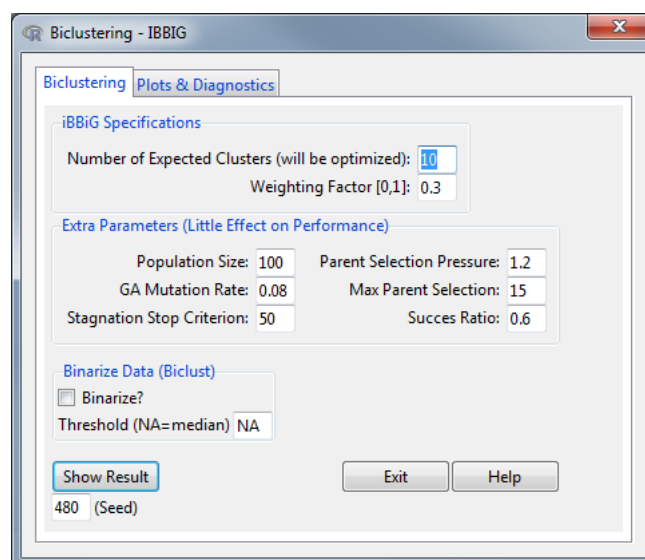 Biclustering - IBBIG
Biclustering Plots & Diagnostics
iBBiG Specifications
Number of Expected Clusters (will be optimized): 10
Weighting Factor [0,1]: 0.3
Extra Parameters (Little Effect on Performance)
Population Size: 100 Parent Selection Pressure: 1.2
GA Mutation Rate: 0.08 Max Parent Selection: 15
Stagnation Stop Criterion: 50 Succes Ratio: 0.6
Binarize Data (Biclust)
Binarize?
Threshold (NA=median) NA
Show Result Exit Help
480 (Seed)